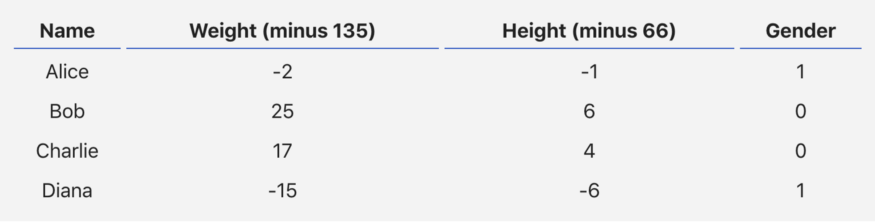 Name Weight (minus 135) Height (minus 66) Gender
Alice -2 -1 1
Bob 25 6 0
Charlie 17 4 0
Diana -15 -6 1